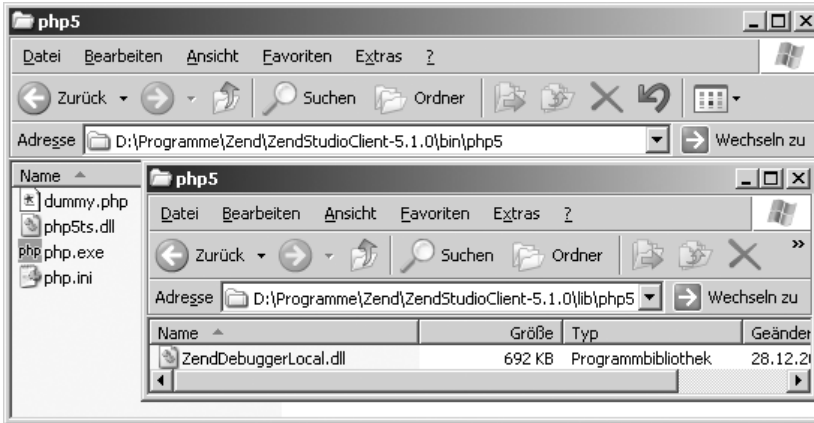 php5
Datei Bearbeiten Ansicht Favoriten Extras ?
Zurück Suchen Ordner
Adresse D:\Programme\Zend\ZendStudioClient-5.1.0\bin\php5 Wechseln zu
Name
dummy.php
php5ts.dll
php php.exe
php.ini
php5
Datei Bearbeiten Ansicht Favoriten Extras ?
Zurück Suchen Ordner »
Adresse D:\Programme\Zend\ZendStudioClient-5.1.0\lib\php5 Wechseln zu
Name Größe Typ Geänder
ZendDebuggerLocal.dll 692 KB Programmbibliothek 28.12.20